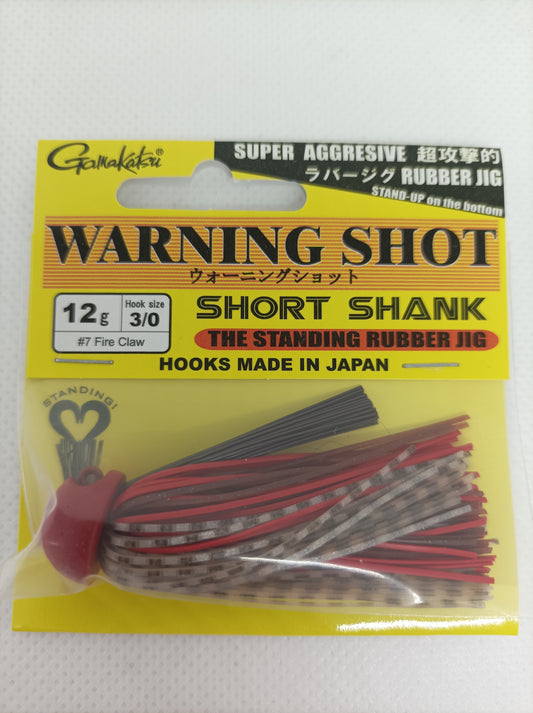 Gamakatsu®
SUPER AGGRESIVE 超攻撃的
ラバージグ RUBBER JIG
STAND-UP on the bottom
WARNING SHOT
ウォーニングショット
12g
Hook size
3/0
#7 Fire Claw
SHORT SHANK
THE STANDING RUBBER JIG
HOOKS MADE IN JAPAN
STANDING!